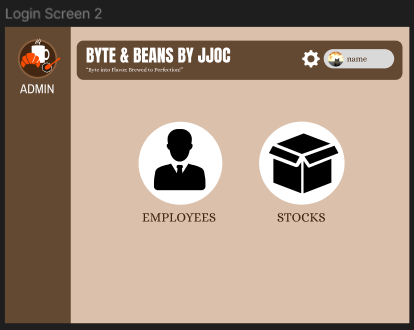 Login Screen 2
BYTE & BEANS BY JJOC
"Byte into Flavor, Brewed to Perfection!"
name
ADMIN
EMPLOYEES
STOCKS